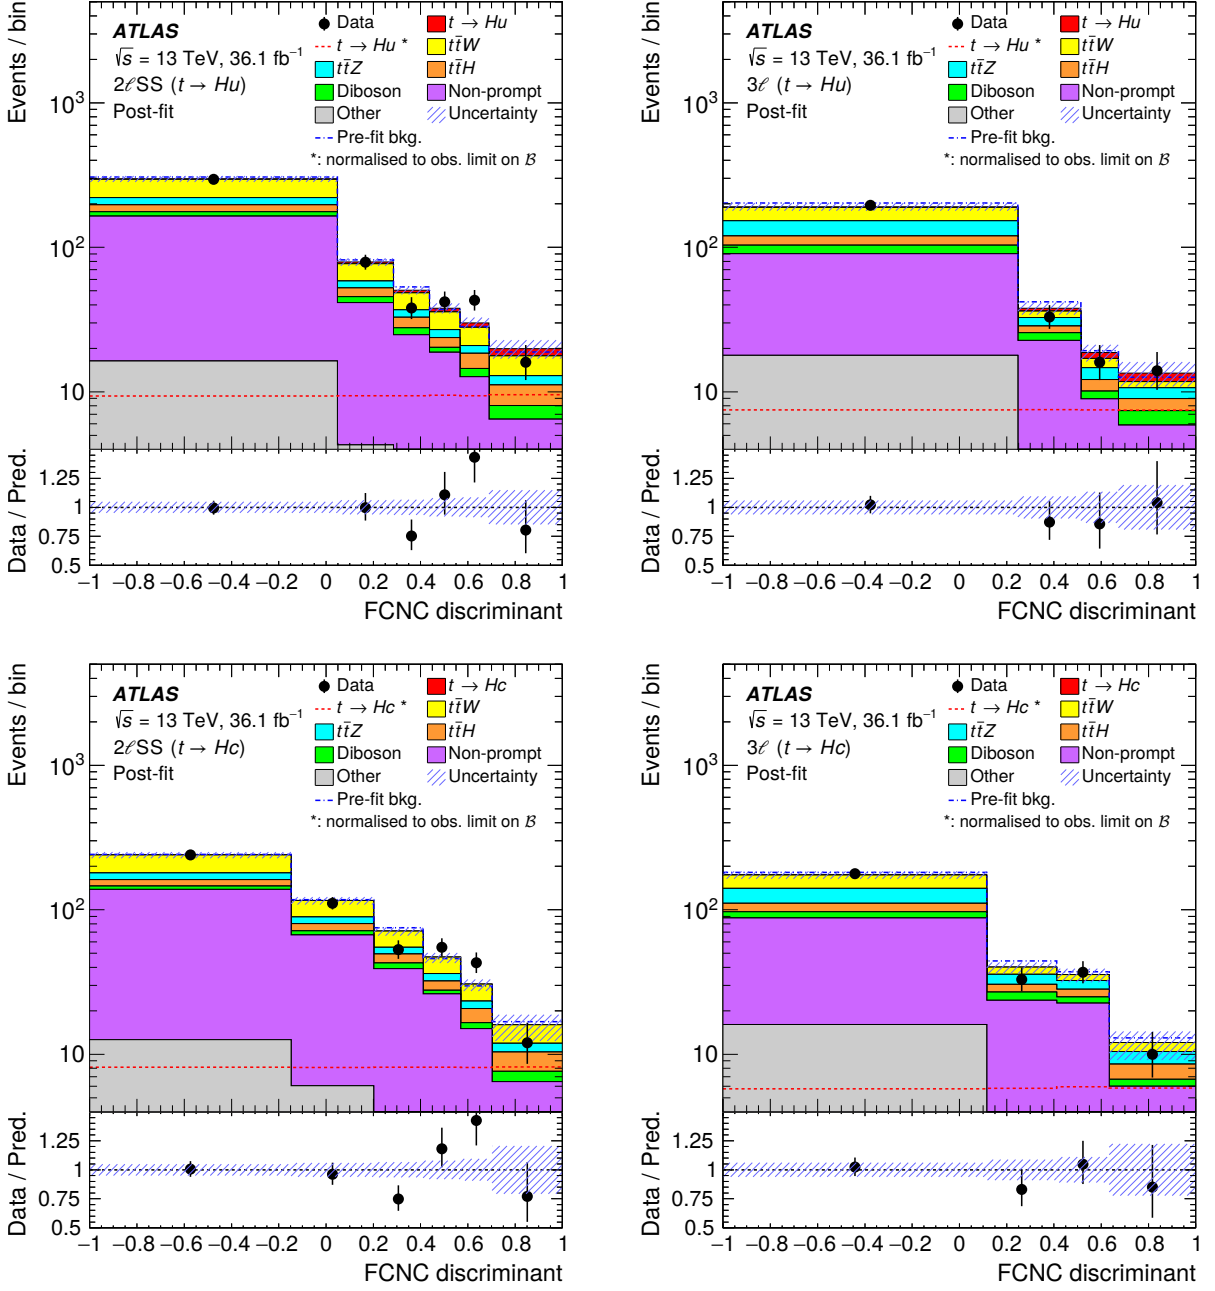 Events / bin
ATLAS
√s = 13 TeV, 36.1 fb⁻¹
2ℓSS (t → Hu)
Post-fit
Data
t → Hu
t → Hu *
tt̄W
tt̄Z
tt̄H
Diboson
Non-prompt
Other
Uncertainty
Pre-fit bkg.
*: normalised to obs. limit on ℬ
10³
10²
10
Data / Pred.
1.25
1
0.75
0.5
−1 −0.8 −0.6 −0.4 −0.2 0 0.2 0.4 0.6 0.8 1
FCNC discriminant
Events / bin
ATLAS
√s = 13 TeV, 36.1 fb⁻¹
3ℓ (t → Hu)
Post-fit
Data
t → Hu
t → Hu *
tt̄W
tt̄Z
tt̄H
Diboson
Non-prompt
Other
Uncertainty
Pre-fit bkg.
*: normalised to obs. limit on ℬ
10³
10²
10
Data / Pred.
1.25
1
0.75
0.5
−1 −0.8 −0.6 −0.4 −0.2 0 0.2 0.4 0.6 0.8 1
FCNC discriminant
Events / bin
ATLAS
√s = 13 TeV, 36.1 fb⁻¹
2ℓSS (t → Hc)
Post-fit
Data
t → Hc
t → Hc *
tt̄W
tt̄Z
tt̄H
Diboson
Non-prompt
Other
Uncertainty
Pre-fit bkg.
*: normalised to obs. limit on ℬ
10³
10²
10
Data / Pred.
1.25
1
0.75
0.5
−1 −0.8 −0.6 −0.4 −0.2 0 0.2 0.4 0.6 0.8 1
FCNC discriminant
Events / bin
ATLAS
√s = 13 TeV, 36.1 fb⁻¹
3ℓ (t → Hc)
Post-fit
Data
t → Hc
t → Hc *
tt̄W
tt̄Z
tt̄H
Diboson
Non-prompt
Other
Uncertainty
Pre-fit bkg.
*: normalised to obs. limit on ℬ
10³
10²
10
Data / Pred.
1.25
1
0.75
0.5
−1 −0.8 −0.6 −0.4 −0.2 0 0.2 0.4 0.6 0.8 1
FCNC discriminant